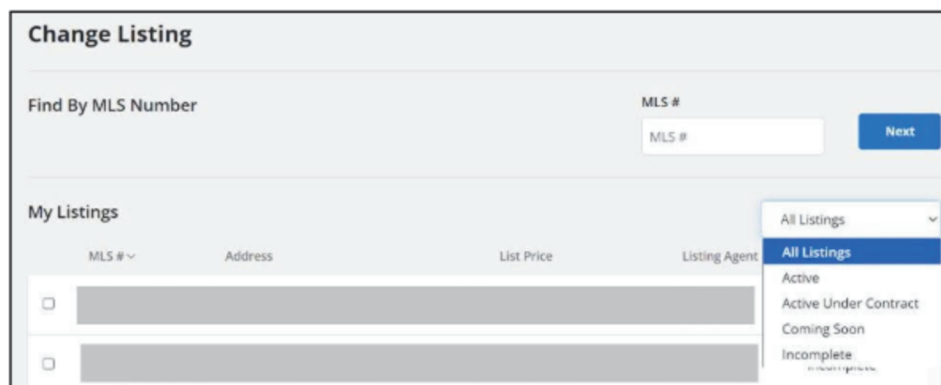 Change Listing
Find By MLS Number
MLS #
MLS #
Next
My Listings
All Listings
MLS #
Address
List Price
Listing Agent
All Listings
Active
Active Under Contract
Coming Soon
Incomplete
Incomplete